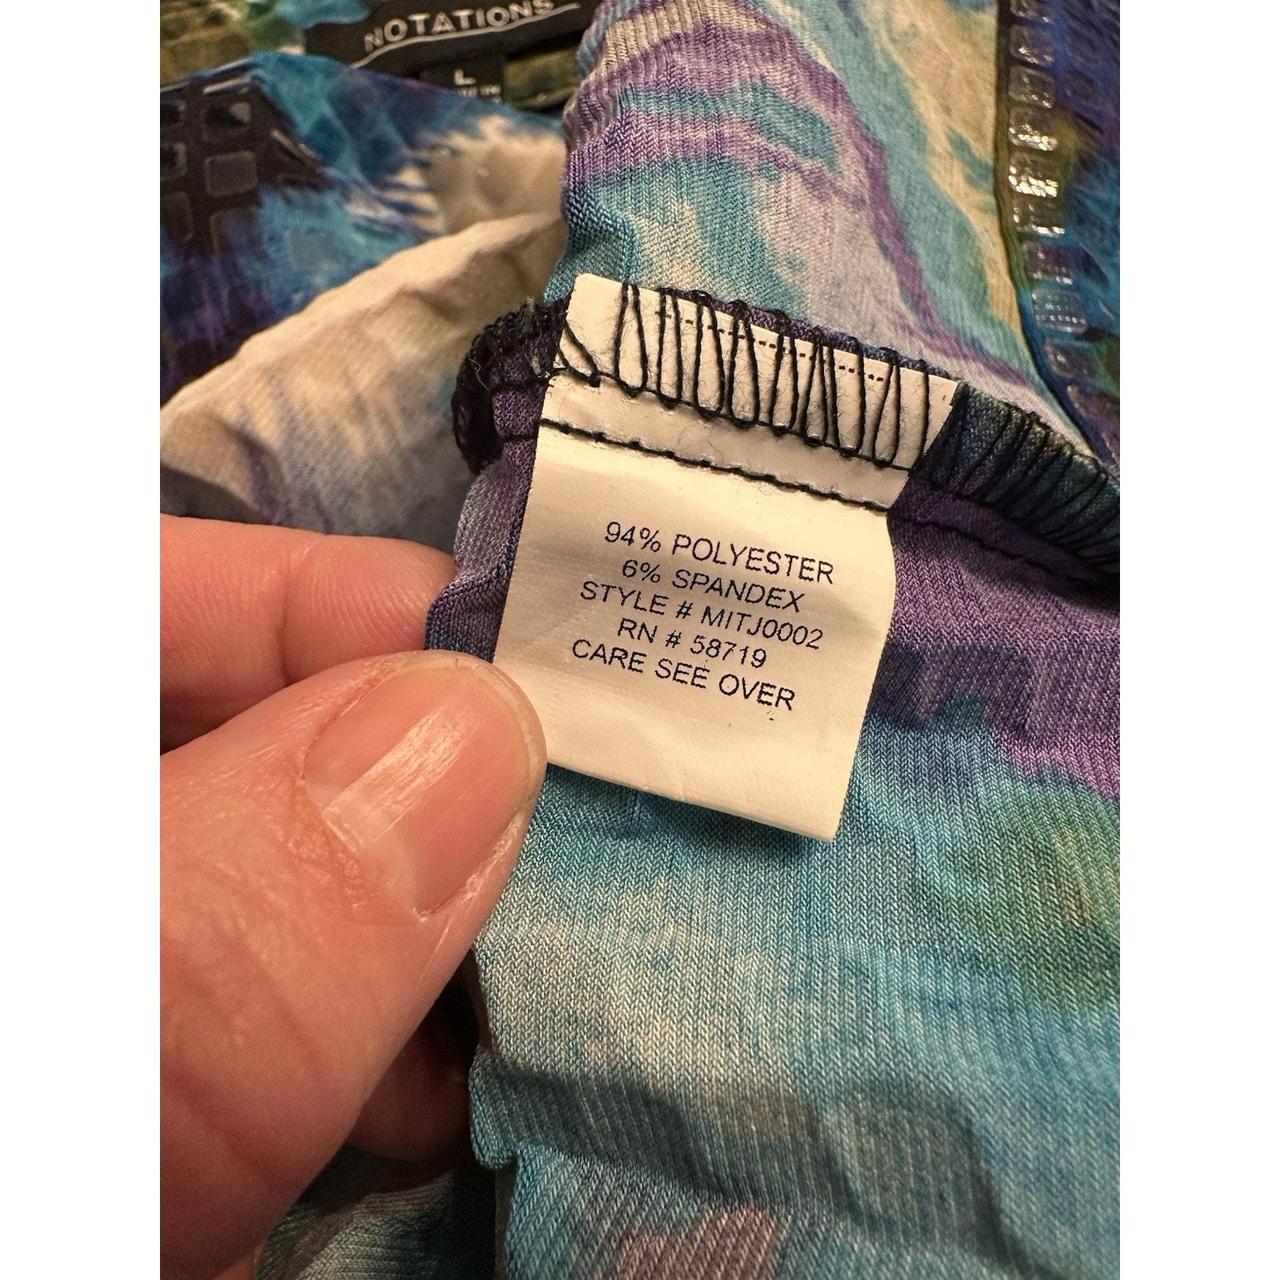 NOTATIONS
L
94% POLYESTER
6% SPANDEX
STYLE # MITJ0002
RN # 58719
CARE SEE OVER